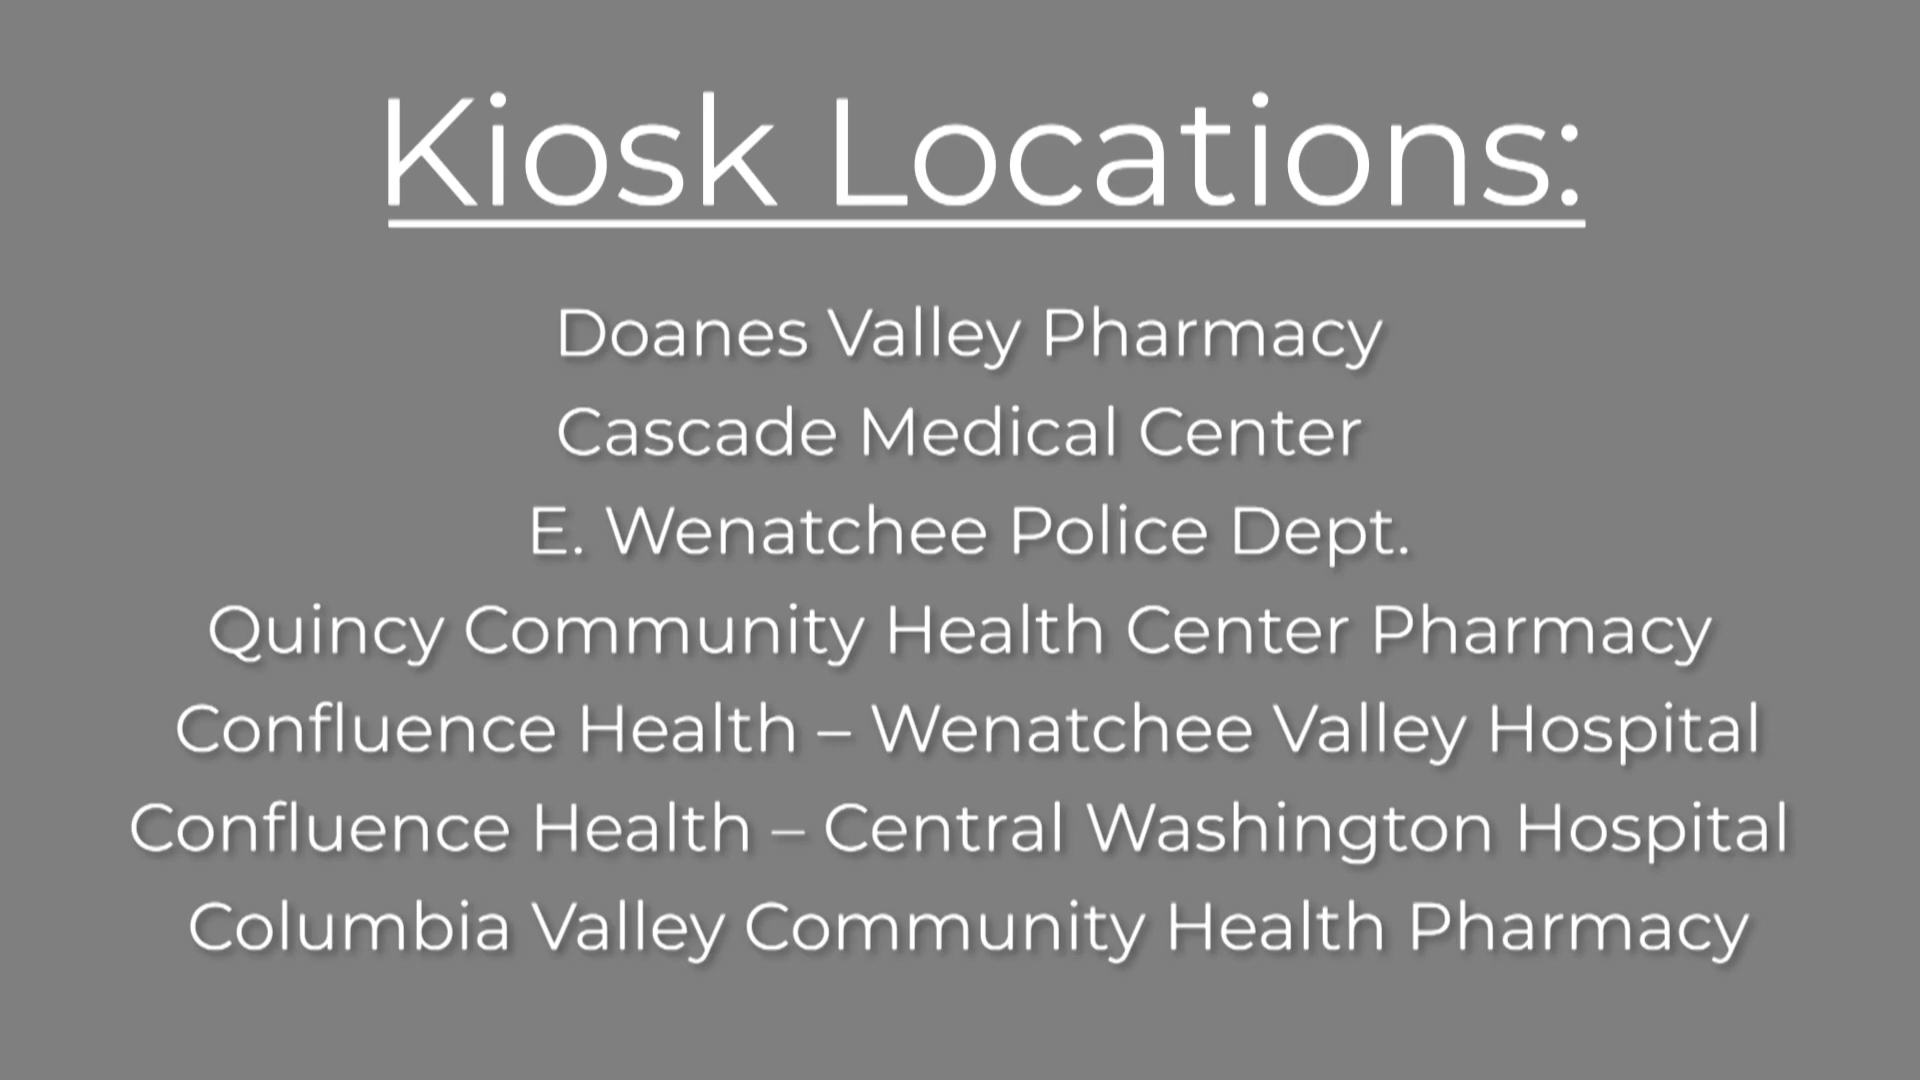 Kiosk Locations:
Doanes Valley Pharmacy
Cascade Medical Center
E. Wenatchee Police Dept.
Quincy Community Health Center Pharmacy
Confluence Health – Wenatchee Valley Hospital
Confluence Health – Central Washington Hospital
Columbia Valley Community Health Pharmacy